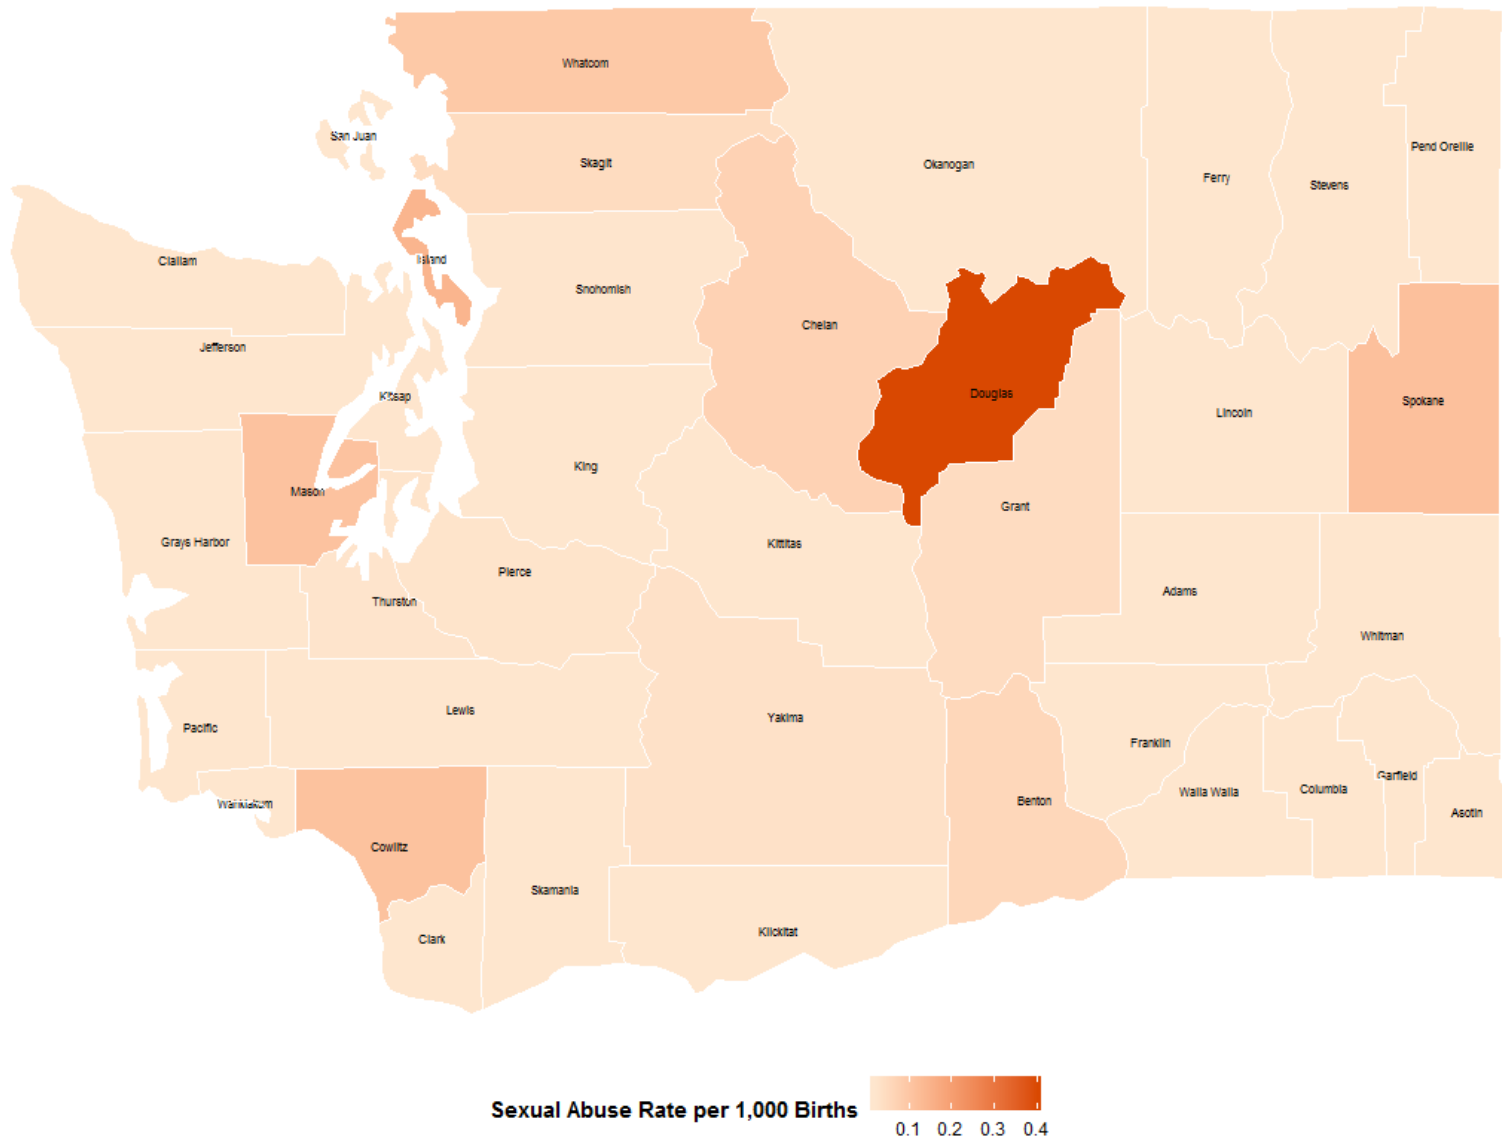 Whatcom
San Juan
Skagit
Okanogan
Pend Oreille
Ferry
Stevens
Clallam
Island
Snohomish
Chelan
Jefferson
Kitsap
Douglas
Lincoln
Spokane
King
Mason
Grant
Grays Harbor
Kittitas
Pierce
Adams
Thurston
Whitman
Lewis
Yakima
Pacific
Franklin
Garfield
Wahkiakum
Benton
Walla Walla
Columbia
Asotin
Cowlitz
Skamania
Clark
Klickitat
Sexual Abuse Rate per 1,000 Births
0.1 0.2 0.3 0.4